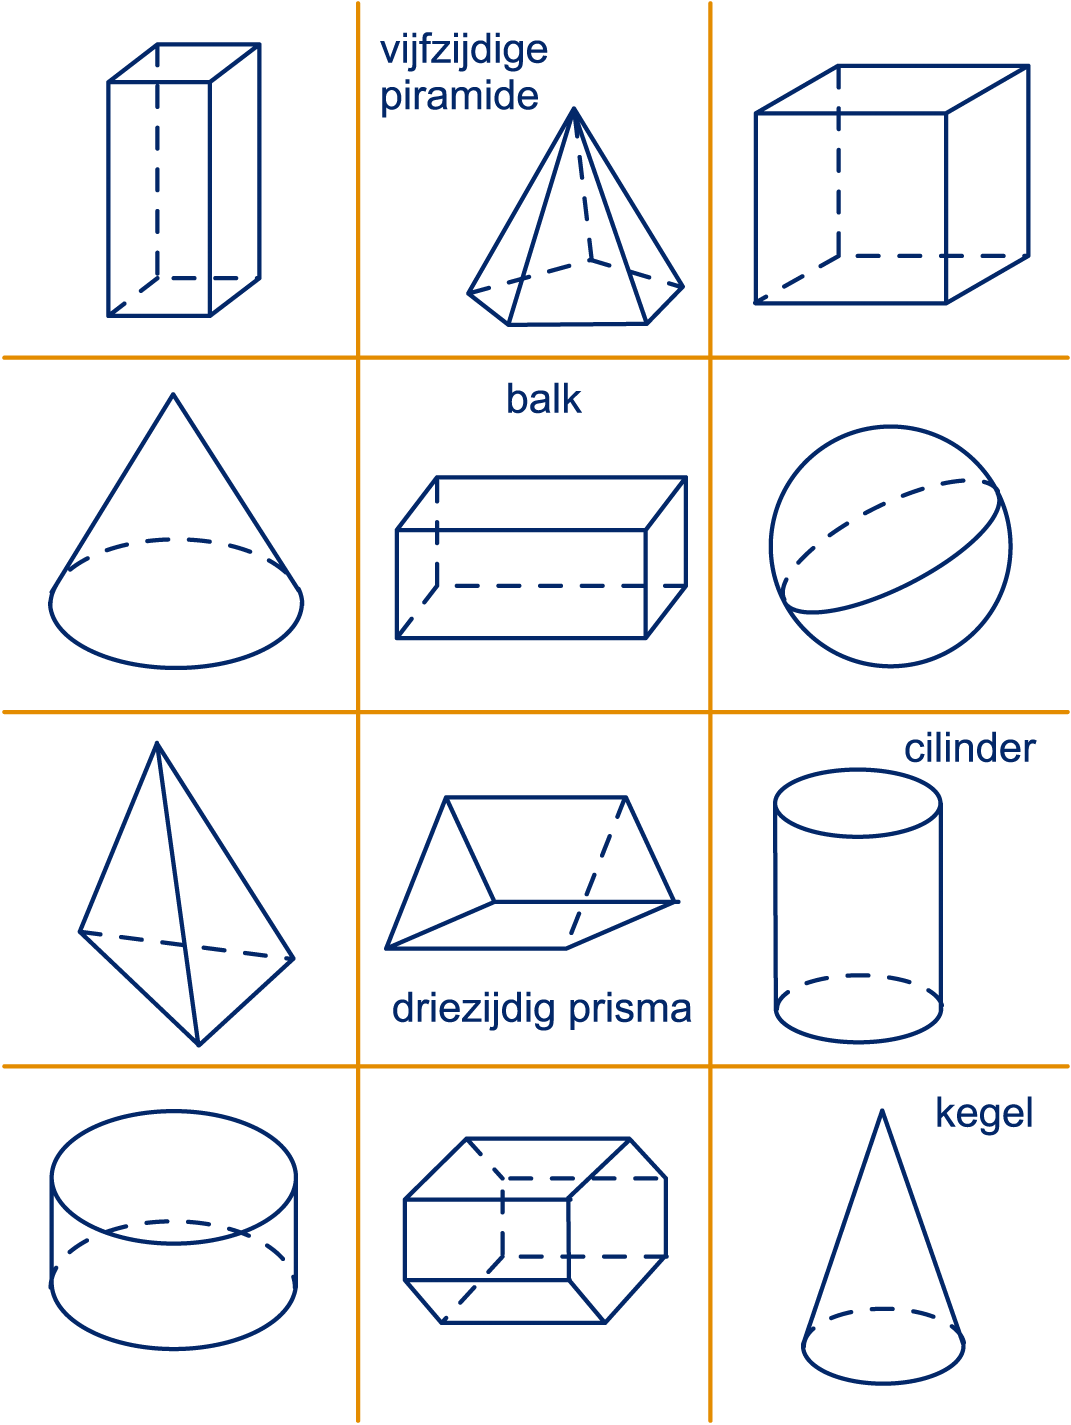 vijfzijdige
piramide
balk
cilinder
driezijdig prisma
kegel